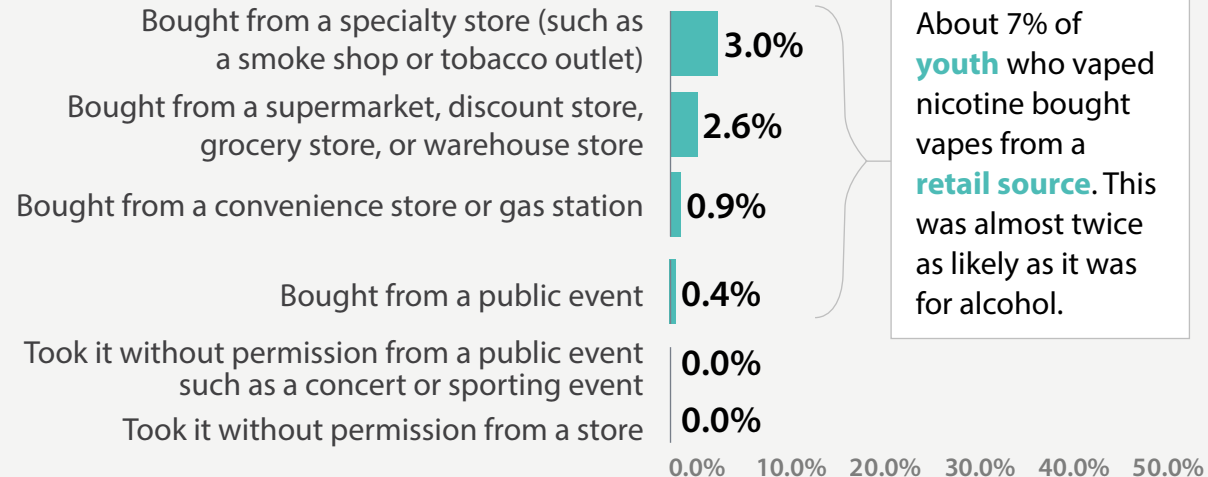 Bought from a specialty store (such as
a smoke shop or tobacco outlet)
3.0%
Bought from a supermarket, discount store,
grocery store, or warehouse store
2.6%
Bought from a convenience store or gas station
0.9%
Bought from a public event
0.4%
Took it without permission from a public event
such as a concert or sporting event
0.0%
Took it without permission from a store
0.0%
0.0% 10.0% 20.0% 30.0% 40.0% 50.0%
About 7% of
youth who vaped
nicotine bought
vapes from a
retail source. This
was almost twice
as likely as it was
for alcohol.